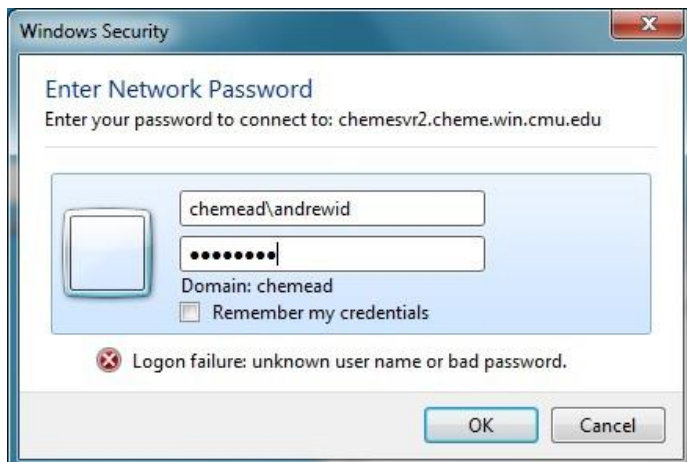 Windows Security
Enter Network Password
Enter your password to connect to: chemesvr2.cheme.win.cmu.edu
chemead\andrewid
••••••••
Domain: chemead
Remember my credentials
Logon failure: unknown user name or bad password.
OK
Cancel